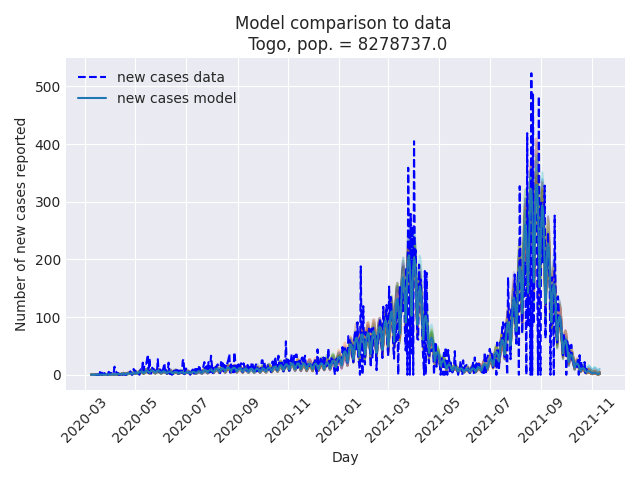 Model comparison to data
Togo, pop. = 8278737.0
new cases data
new cases model
Number of new cases reported
500
400
300
200
100
0
2020-03
2020-05
2020-07
2020-09
2020-11
2021-01
2021-03
2021-05
2021-07
2021-09
2021-11
Day